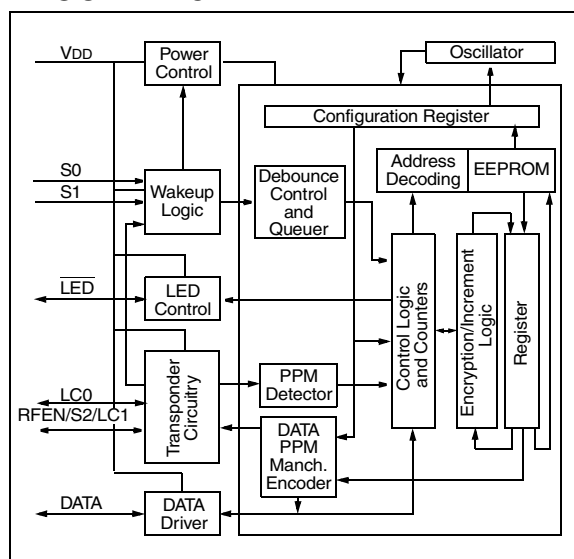 VDD
Power
Control
Oscillator
Configuration Register
S0
S1
Wakeup
Logic
Debounce
Control
and
Queuer
Address
Decoding
EEPROM
LED
LED
Control
Control Logic
and Counters
Encryption/Increment
Logic
Register
LC0
RFEN/S2/LC1
Transponder
Circuitry
PPM
Detector
DATA
PPM
Manch.
Encoder
DATA
DATA
Driver